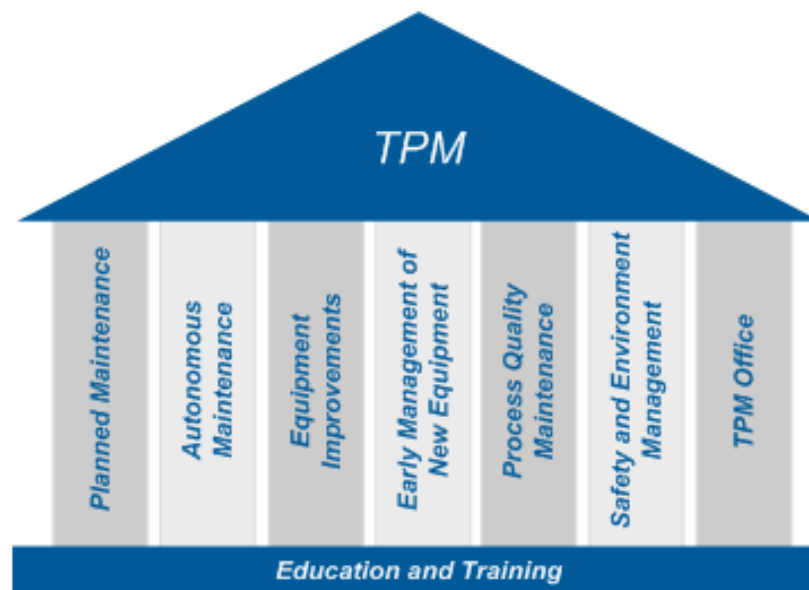 TPM
Planned Maintenance
Autonomous
Maintenance
Equipment
Improvements
Early Management of
New Equipment
Process Quality
Maintenance
Safety and Environment
Management
TPM Office
Education and Training